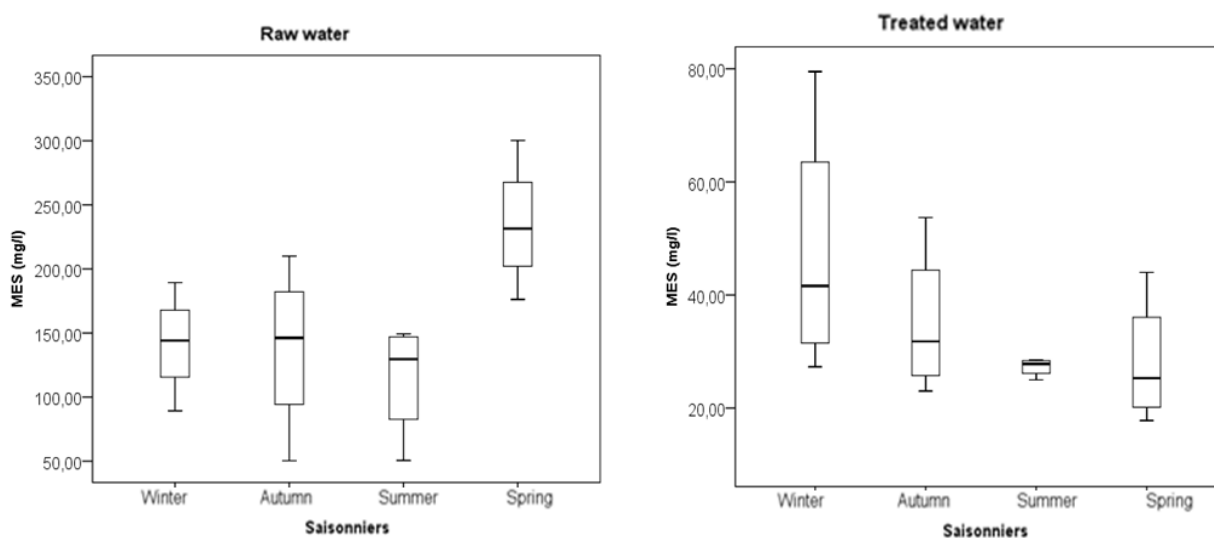 Raw water
MES (mg/l)
350,00
300,00
250,00
200,00
150,00
100,00
50,00
Winter Autumn Summer Spring
Saisonniers
Treated water
MES (mg/l)
80,00
60,00
40,00
20,00
Winter Autumn Summer Spring
Saisonniers